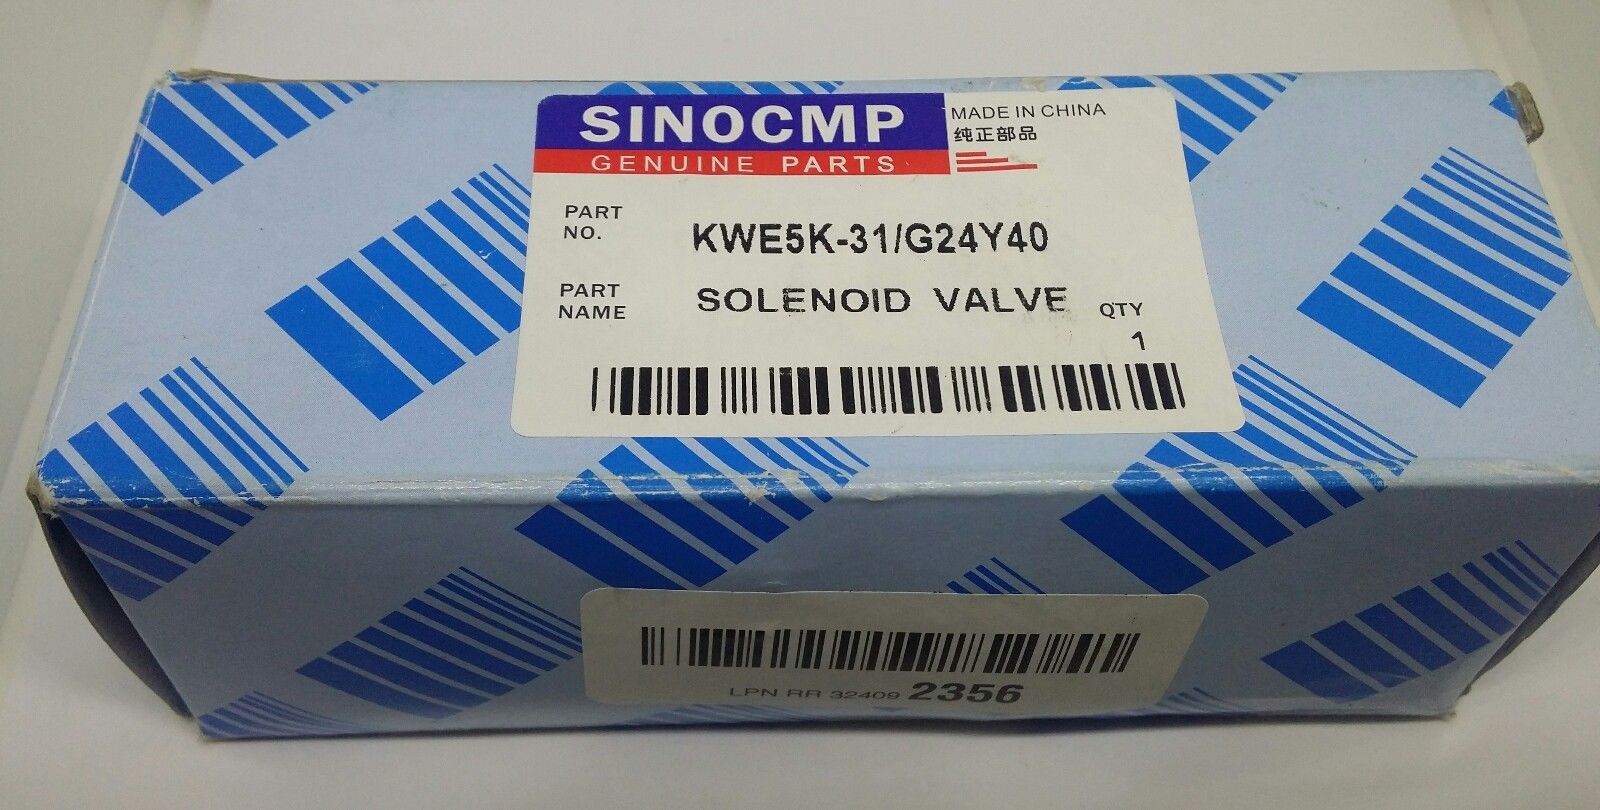 SINOCMP
GENUINE PARTS
MADE IN CHINA
纯正部品
PART NO.
KWE5K-31/G24Y40
PART NAME
SOLENOID VALVE
QTY
1
LPN RR 32409 2356